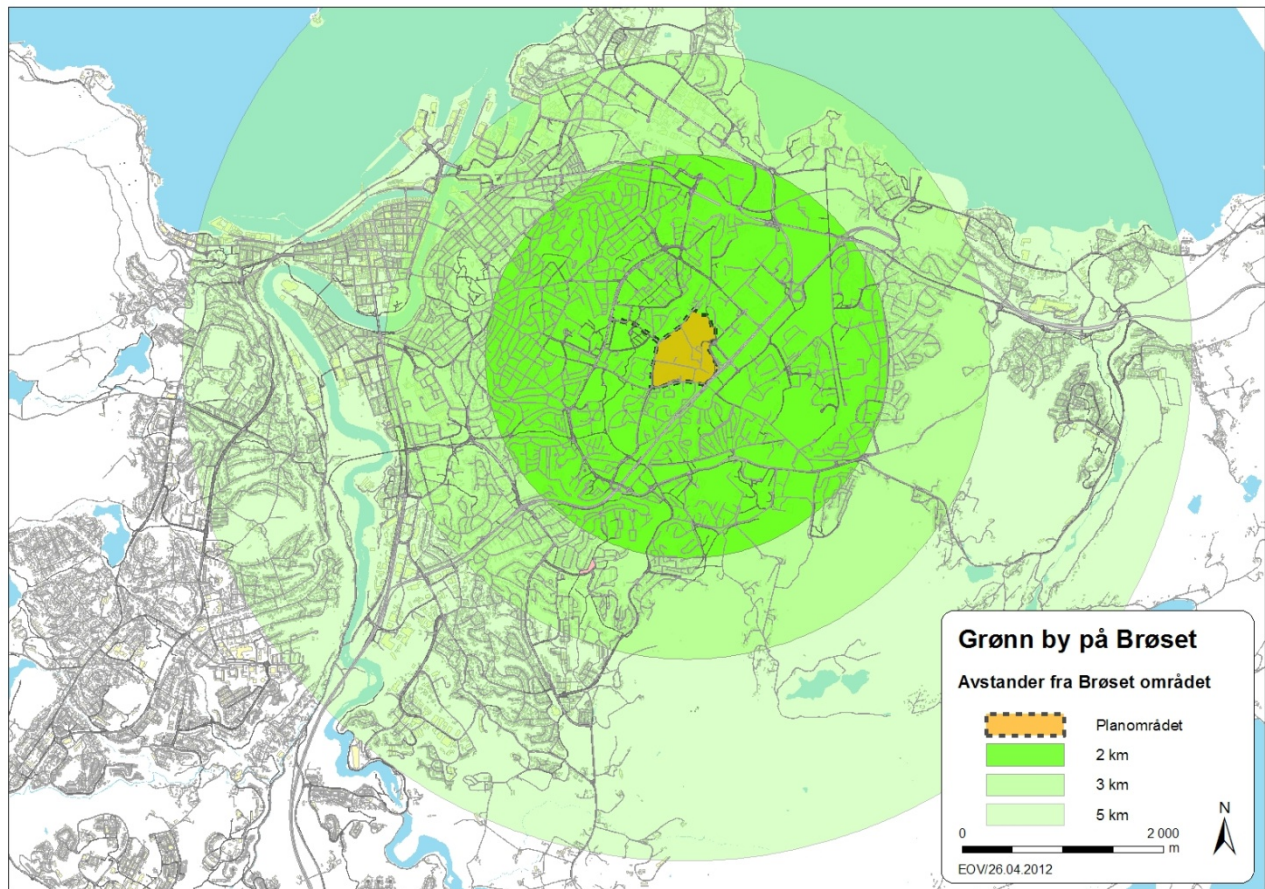 Grønn by på Brøset
Avstander fra Brøset området
Planområdet
2 km
3 km
5 km
N
0 2 000
m
EOV/26.04.2012